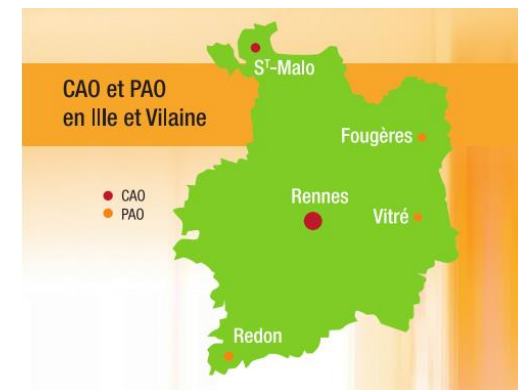 CAO et PAO
en Ille et Vilaine
CAO
PAO
Sᵀ-Malo
Fougères
Rennes
Vitré
Redon